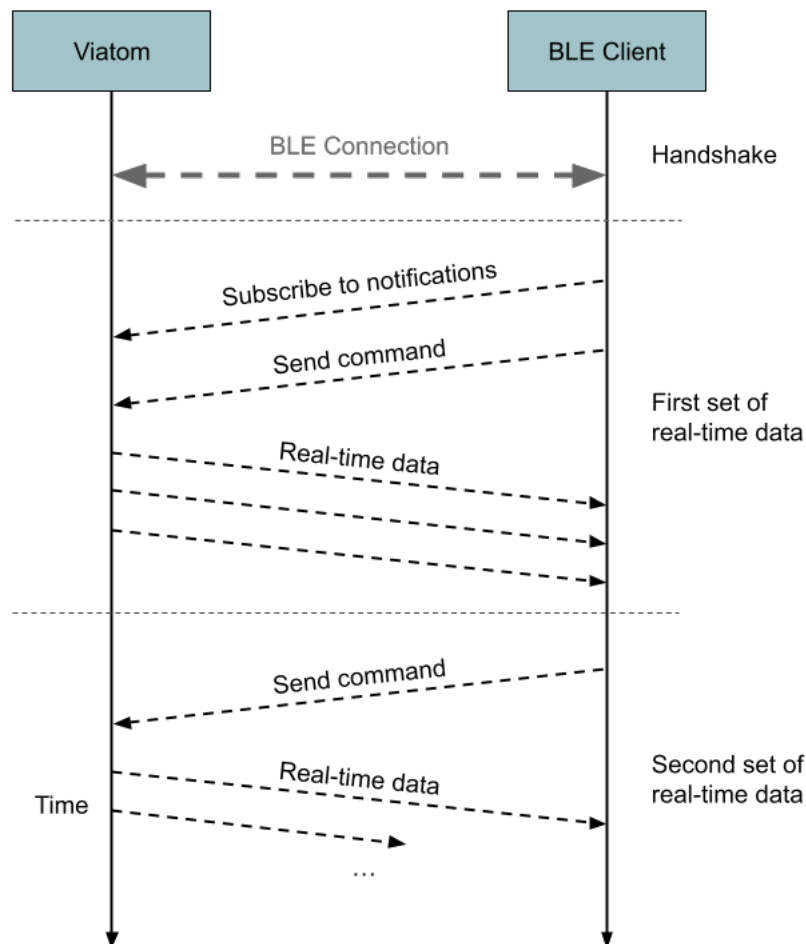 Viatom
BLE Client
BLE Connection
Handshake
Subscribe to notifications
Send command
First set of
real-time data
Real-time data
Send command
Second set of
real-time data
Real-time data
Time
...